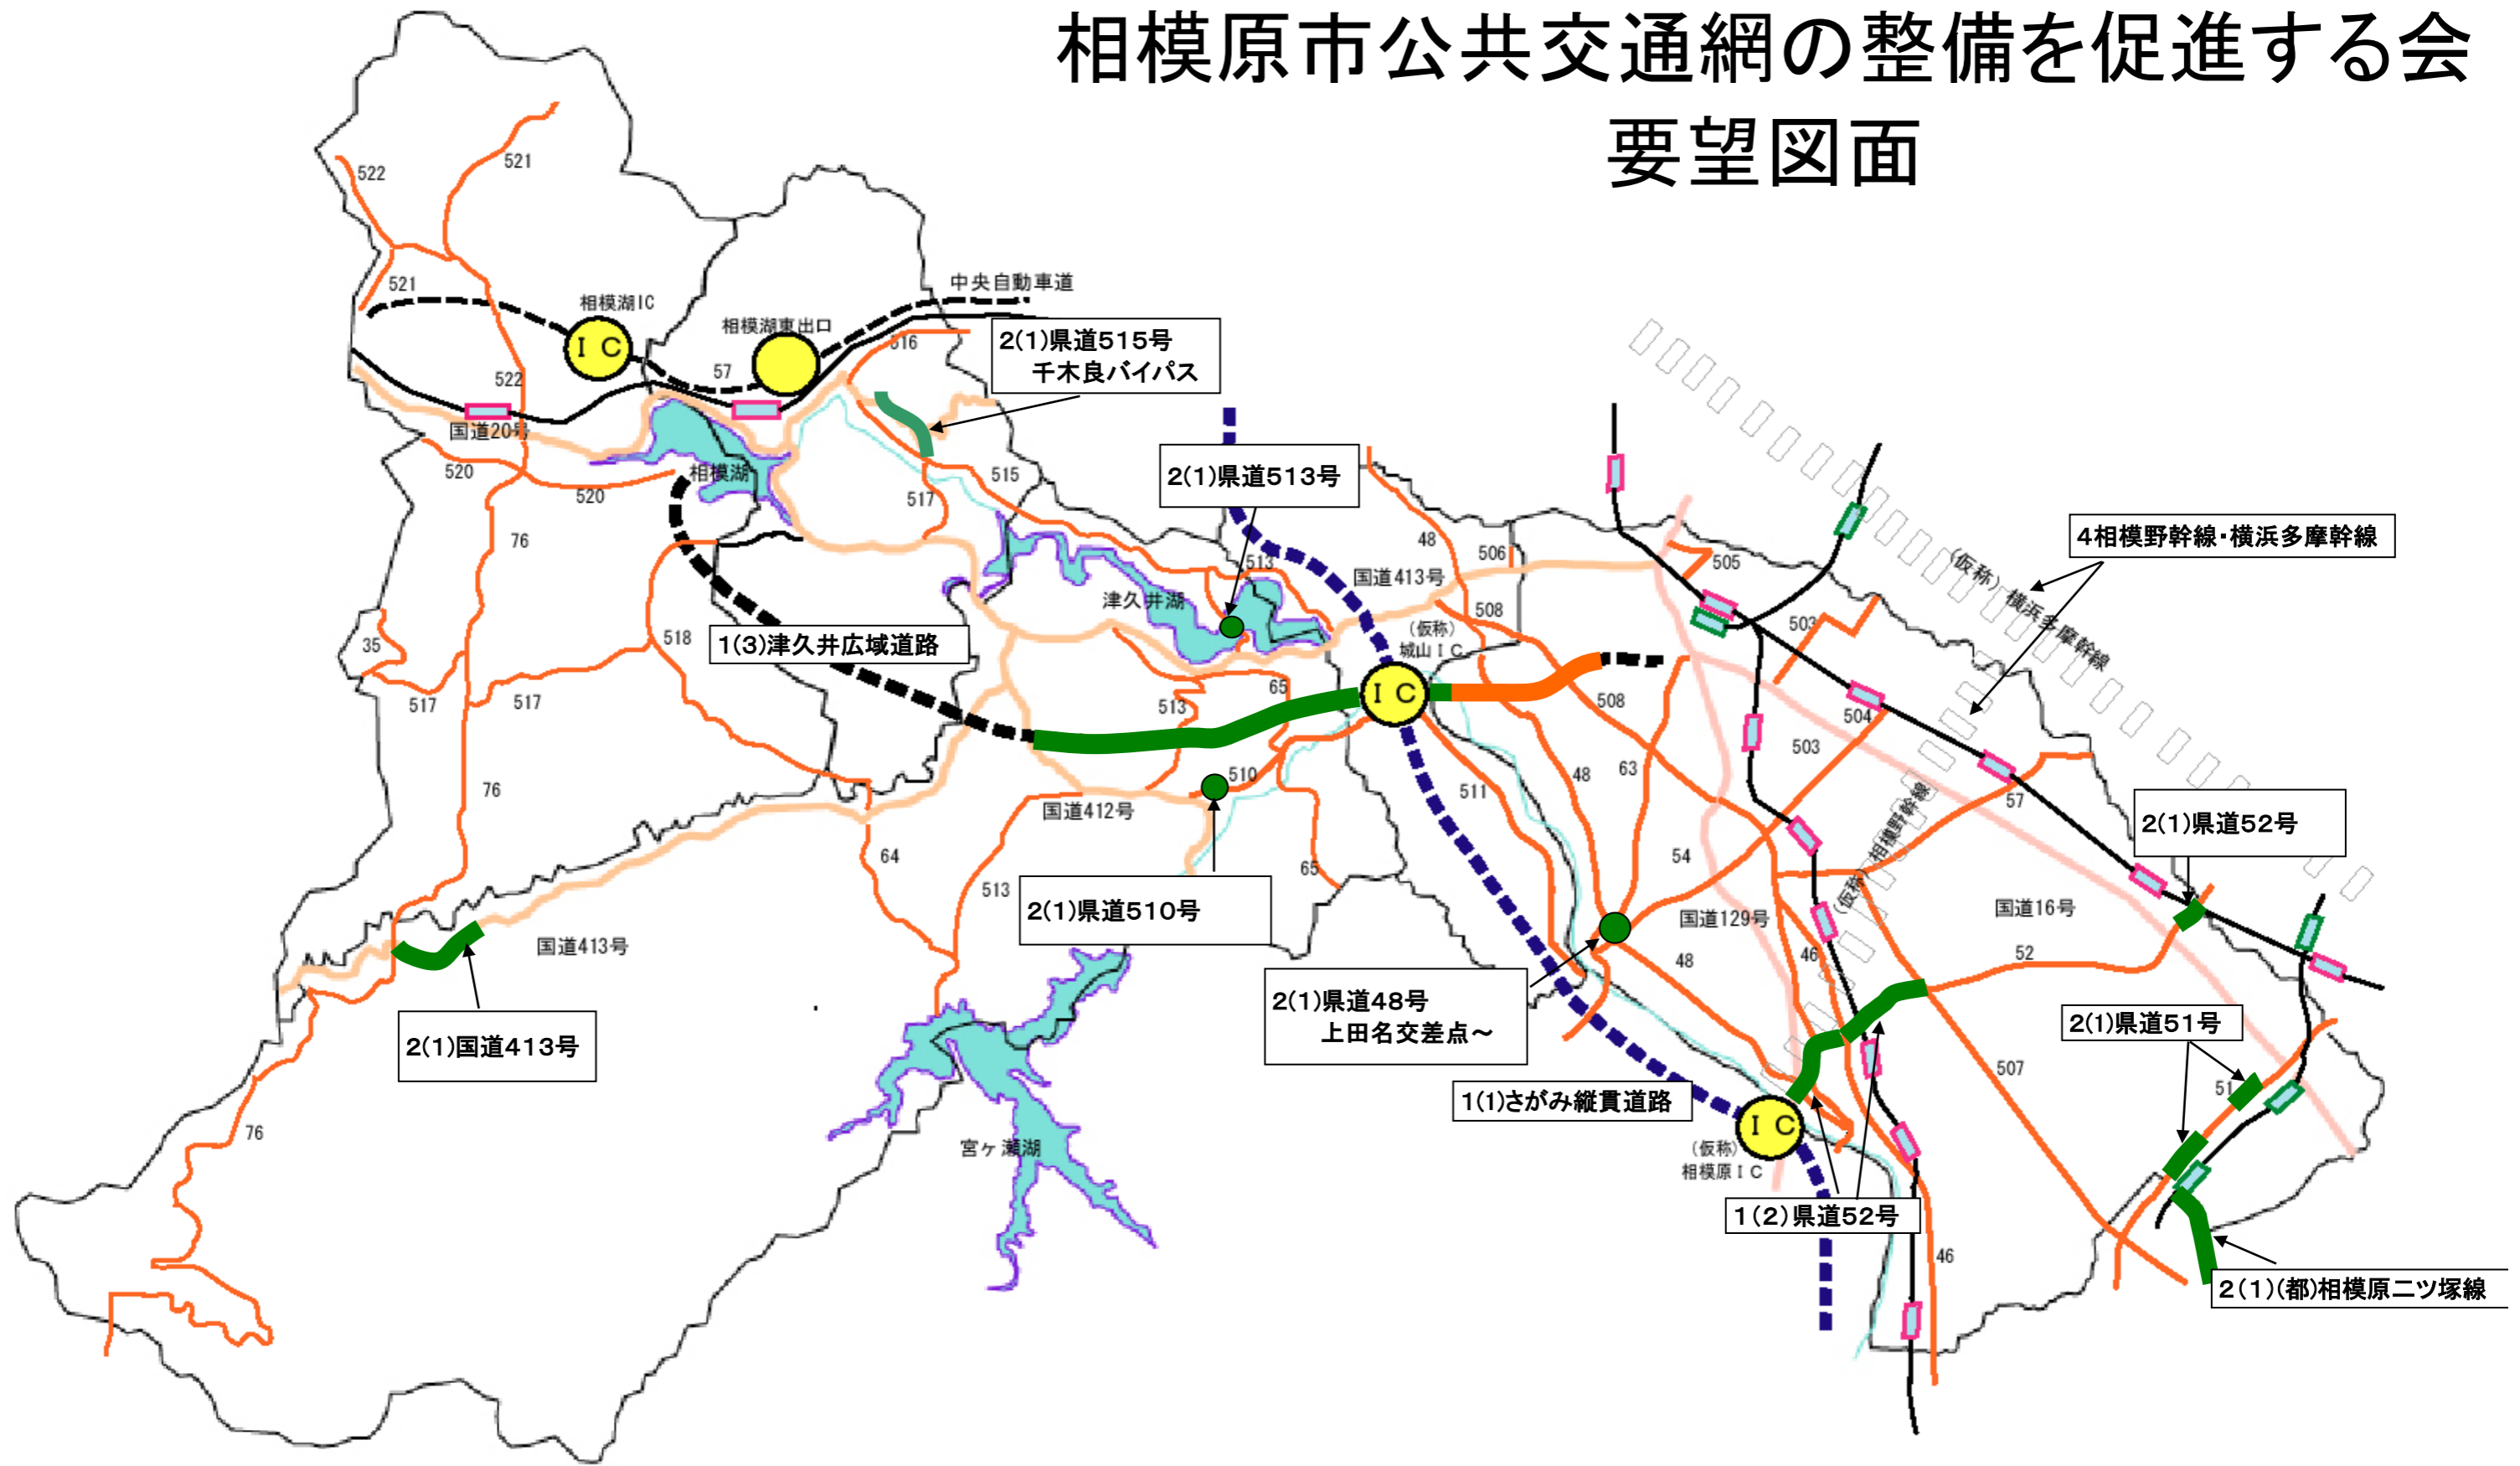 相模原市公共交通網の整備を促進する会
要望図面
522
521
521
相模湖IC
ＩＣ
相模湖東出口
中央自動車道
57
516
522
国道20号
2(1)県道515号
千木良バイパス
520
520
相模湖
517
515
2(1)県道513号
513
48
506
国道413号
505
4相模野幹線・横浜多摩幹線
(仮称)横浜多摩幹線
76
津久井湖
508
503
35
518
1(3)津久井広域道路
(仮称)
城山ＩＣ
ＩＣ
517
517
513
65
508
504
503
76
510
511
48
63
57
国道412号
(仮称)相模野幹線
2(1)県道52号
64
513
65
54
2(1)県道510号
国道129号
国道16号
国道413号
48
46
52
2(1)国道413号
2(1)県道48号
上田名交差点～
2(1)県道51号
507
51
1(1)さがみ縦貫道路
ＩＣ
(仮称)
相模原ＩＣ
76
宮ヶ瀬湖
1(2)県道52号
46
2(1)(都)相模原二ツ塚線